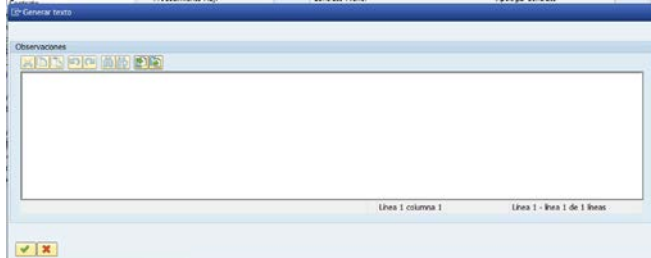 Generar texto
Observaciones
Línea 1 columna 1
Línea 1 - línea 1 de 1 líneas